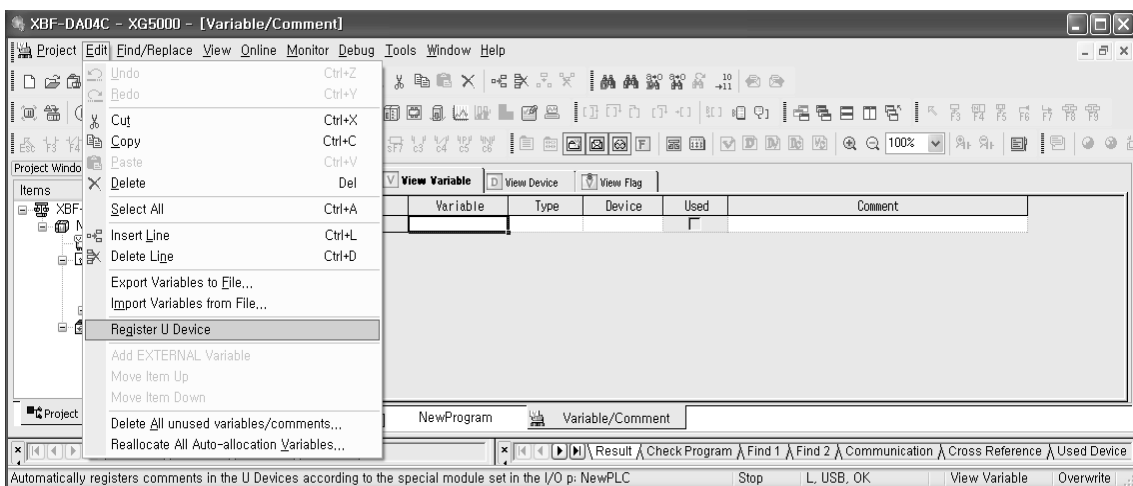 XBF-DA04C - XG5000 - [Variable/Comment]
Project Edit Find/Replace View Online Monitor Debug Tools Window Help
Undo Ctrl+Z
Redo Ctrl+Y
Cut Ctrl+X
Copy Ctrl+C
Paste Ctrl+V
Delete Del
Select All Ctrl+A
Insert Line Ctrl+L
Delete Line Ctrl+D
Export Variables to File...
Import Variables from File...
Register U Device
Add EXTERNAL Variable
Move Item Up
Move Item Down
Delete All unused variables/comments...
Reallocate All Auto-allocation Variables...
100%
Project Windo
Items
XBF-
N
V View Variable D View Device View Flag
Variable Type Device Used Comment
Project
NewProgram Variable/Comment
Result Check Program Find 1 Find 2 Communication Cross Reference Used Device
Automatically registers comments in the U Devices according to the special module set in the I/O p: NewPLC Stop L, USB, OK View Variable Overwrite